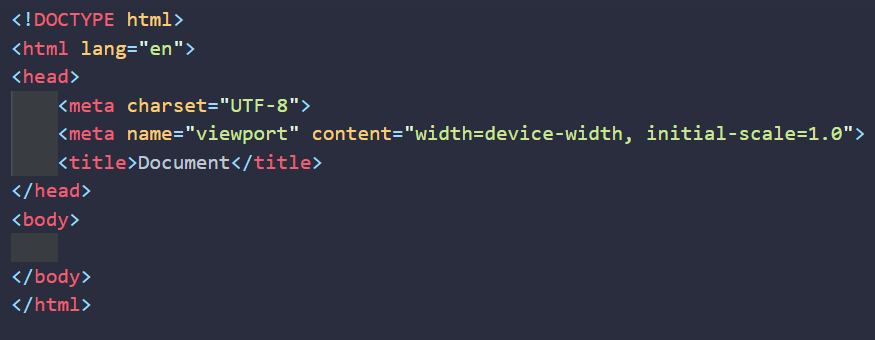 <!DOCTYPE html>
<html lang="en">
<head>
    <meta charset="UTF-8">
    <meta name="viewport" content="width=device-width, initial-scale=1.0">
    <title>Document</title>
</head>
<body>
    
</body>
</html>